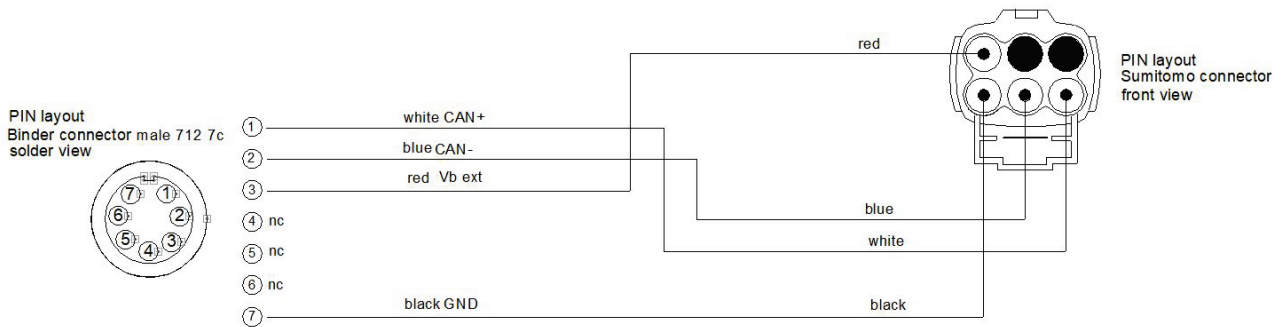 red
PIN layout
Sumitomo connector
front view
PIN layout
Binder connector male 712 7c
solder view
1 white CAN+
2 blue CAN-
3 red Vb ext
4 nc
5 nc
6 nc
7 black GND
blue
white
black
7 1
6 2
5 3
4